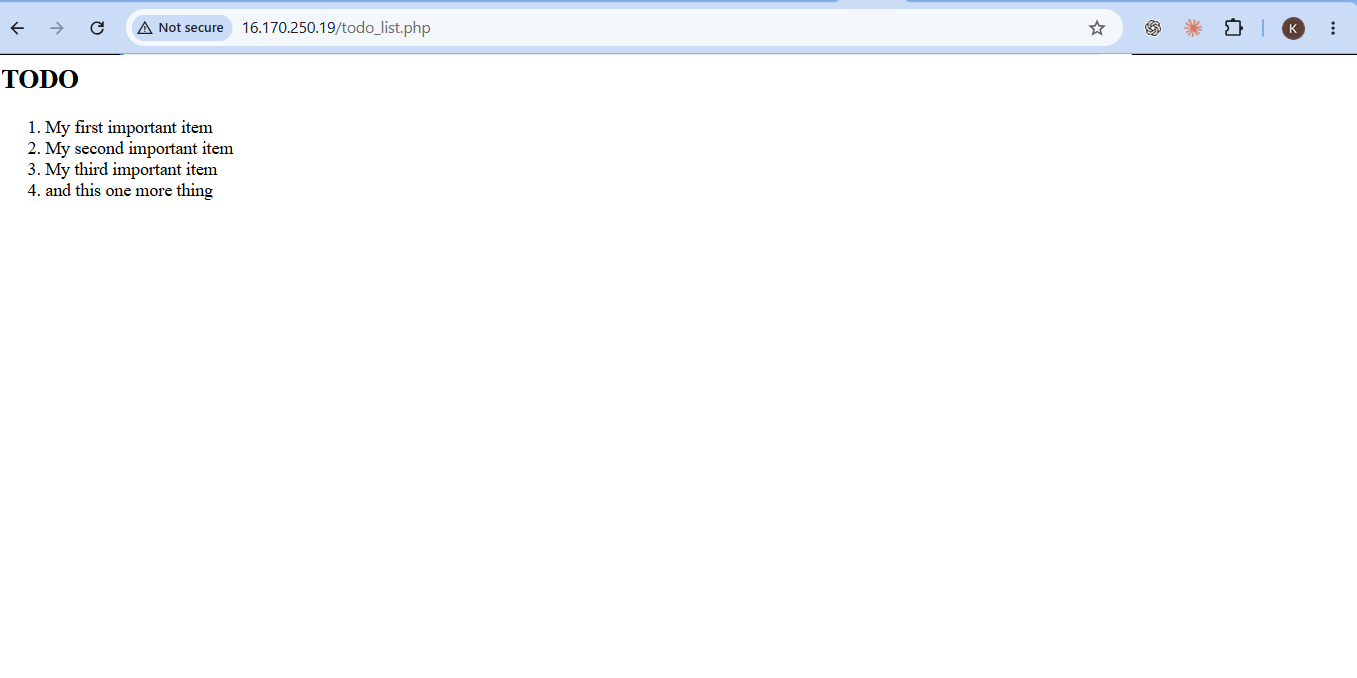 Not secure 16.170.250.19/todo_list.php K
TODO
1. My first important item
2. My second important item
3. My third important item
4. and this one more thing